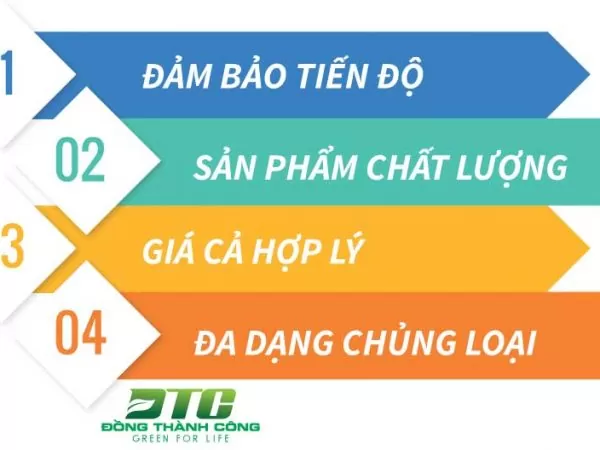 1
ĐẢM BẢO TIẾN ĐỘ
02
SẢN PHẨM CHẤT LƯỢNG
3
GIÁ CẢ HỢP LÝ
04
ĐA DẠNG CHỦNG LOẠI
DTC
ĐỒNG THÀNH CÔNG
GREEN FOR LIFE